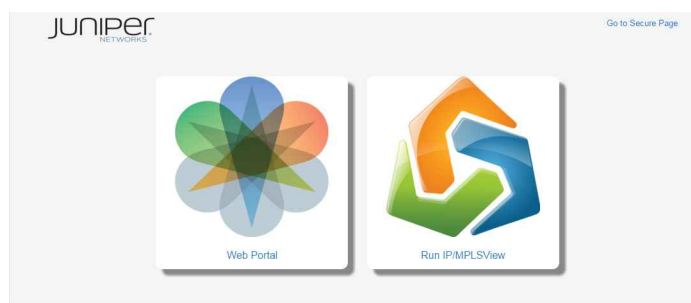 JUNIPER
NETWORKS
Go to Secure Page
Web Portal
Run IP/MPLSView